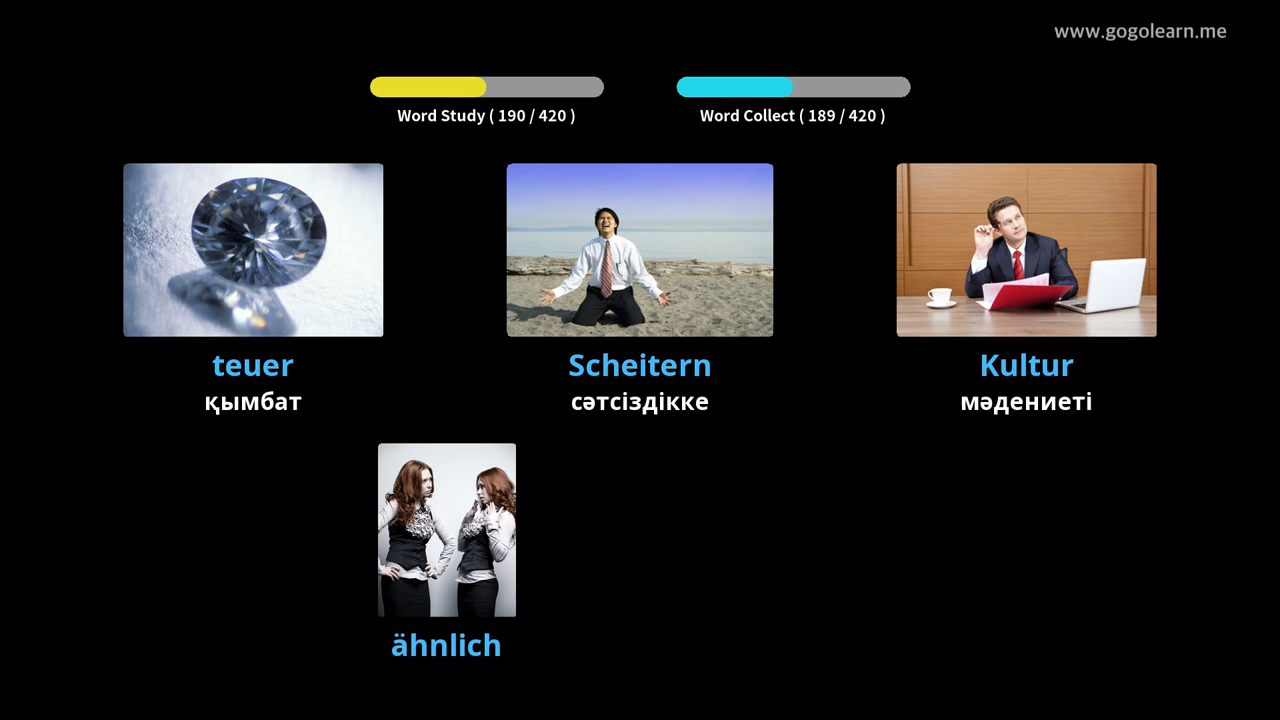 www.gogolearn.me
Word Study ( 190 / 420 )
Word Collect ( 189 / 420 )
teuer
Scheitern
Kultur
қымбат
сәтсіздікке
мәдениеті
ähnlich